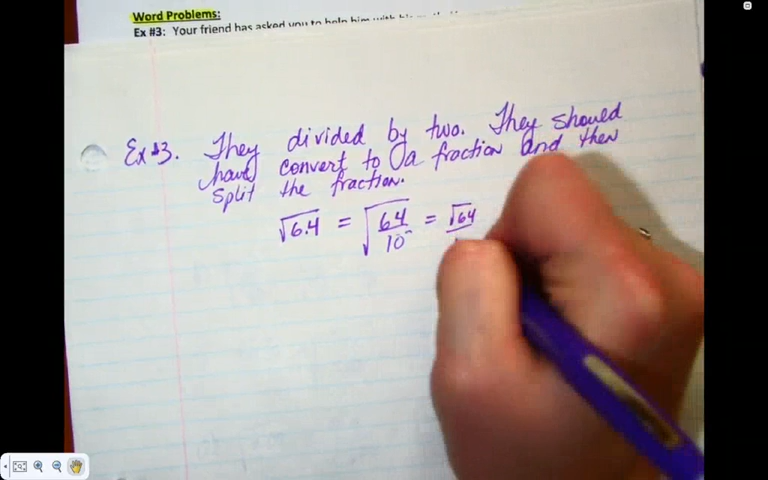 Word Problems:
Ex #3: Your friend has asked you to help him with
Ex #3. They divided by two. They should
have convert to a fraction and then
split the fraction.
√6.4 = √64/10 = √64